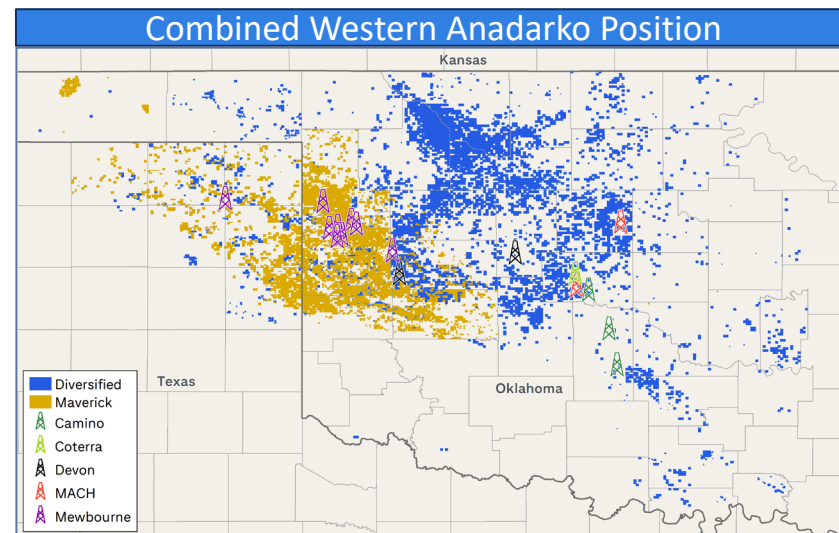 Combined Western Anadarko Position
Kansas
Texas
Oklahoma
Diversified
Maverick
Camino
Coterra
Devon
MACH
Mewbourne